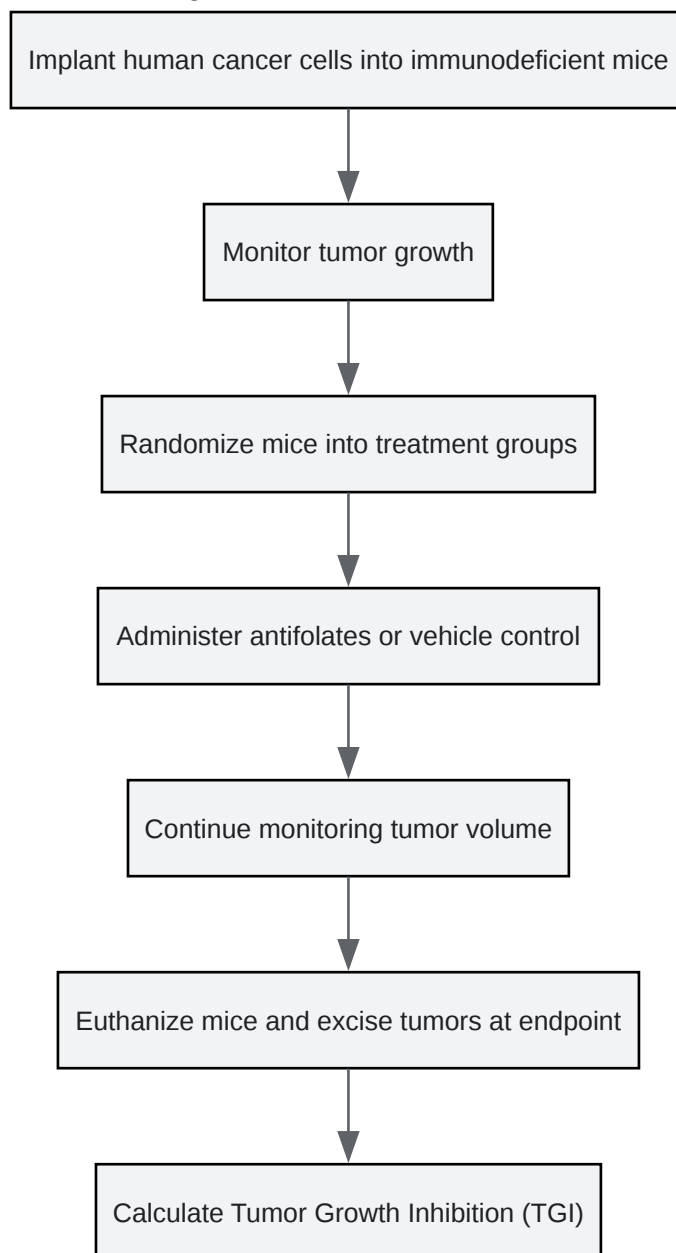 Implant human cancer cells into immunodeficient mice
Monitor tumor growth
Randomize mice into treatment groups
Administer antifolates or vehicle control
Continue monitoring tumor volume
Euthanize mice and excise tumors at endpoint
Calculate Tumor Growth Inhibition (TGI)